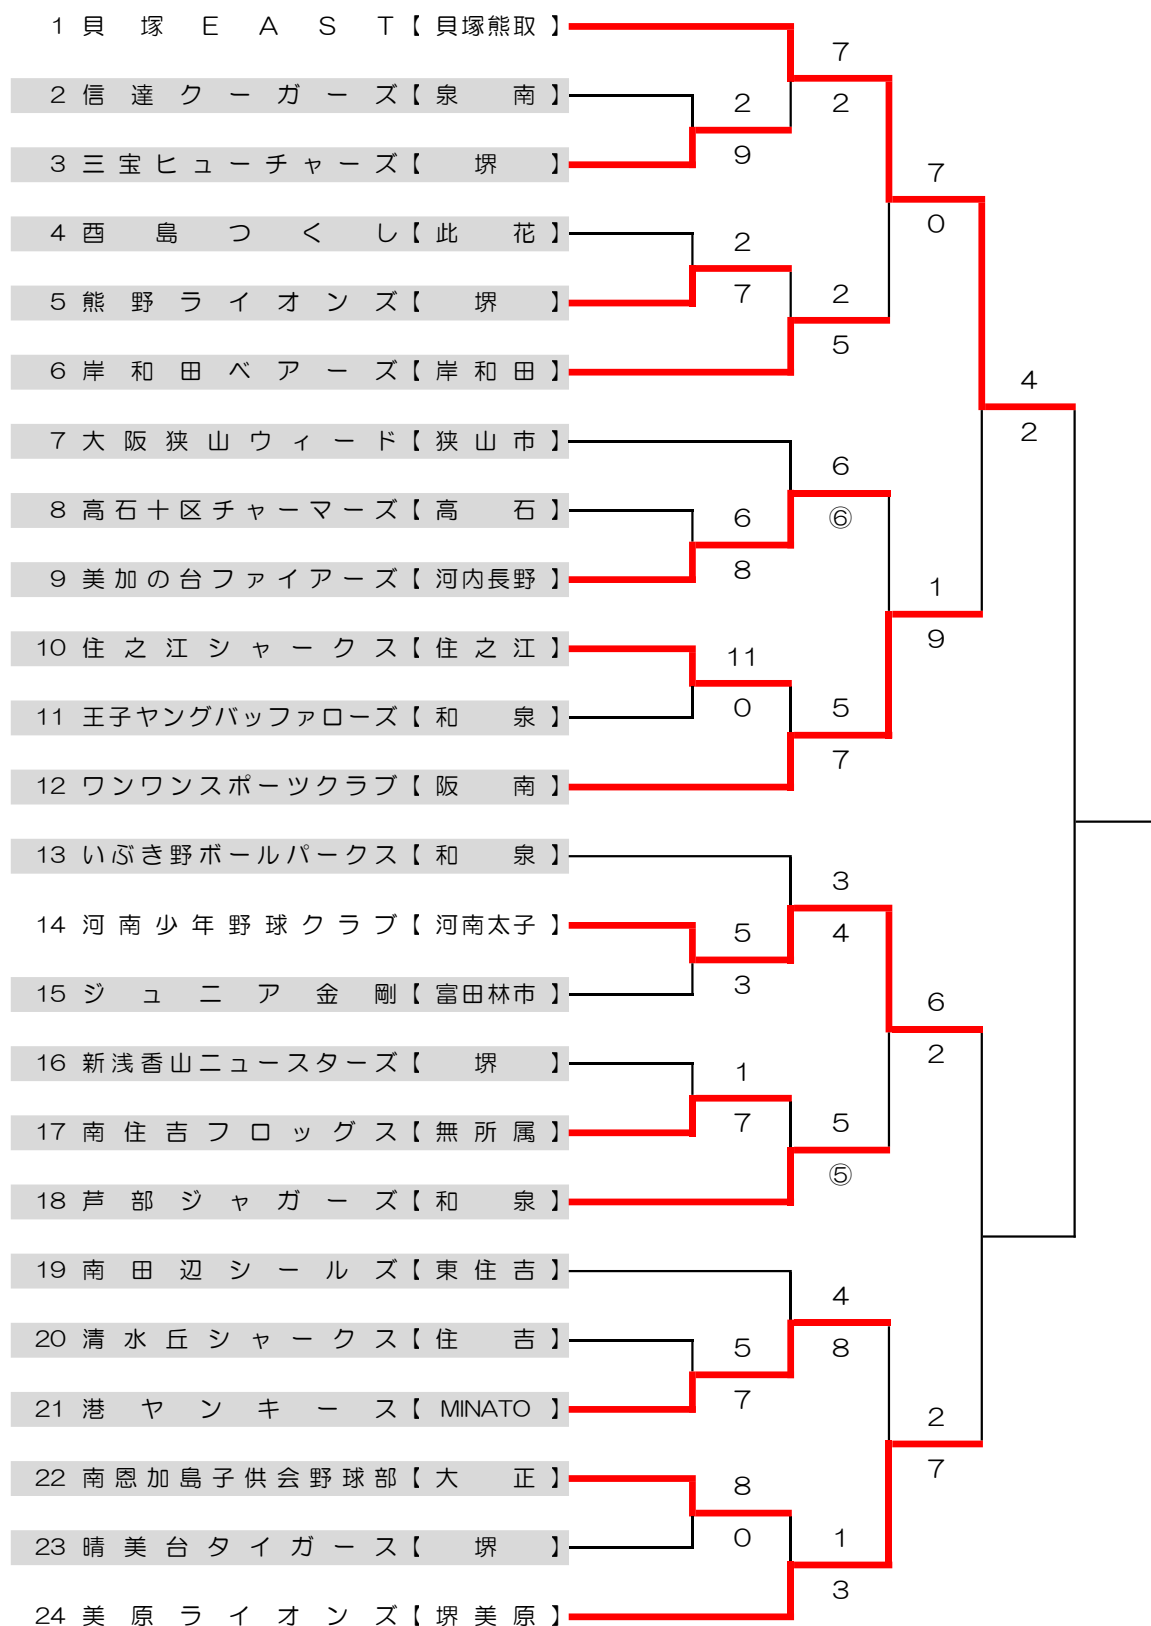 1 貝塚EAST【貝塚熊取】
7
2 信達クーガーズ【泉南】
2
2
3 三宝ヒューチャーズ【堺】
9
7
4 酉島つくし【此花】
2
0
5 熊野ライオンズ【堺】
7
2
6 岸和田ベアーズ【岸和田】
5
4
7 大阪狭山ウィード【狭山市】
2
6
8 高石十区チャーマーズ【高石】
6
⑥
9 美加の台ファイアーズ【河内長野】
8
1
10 住之江シャークス【住之江】
11
9
11 王子ヤングバッファローズ【和泉】
0
5
12 ワンワンスポーツクラブ【阪南】
7
13 いぶき野ボールパークス【和泉】
3
14 河南少年野球クラブ【河南太子】
5
4
15 ジュニア金剛【富田林市】
3
6
16 新浅香山ニュースターズ【堺】
1
2
17 南住吉フロッグス【無所属】
7
5
18 芦部ジャガーズ【和泉】
⑤
19 南田辺シールズ【東住吉】
4
20 清水丘シャークス【住吉】
5
8
21 港ヤンキース【MINATO】
7
2
22 南恩加島子供会野球部【大正】
8
7
23 晴美台タイガース【堺】
0
1
24 美原ライオンズ【堺美原】
3